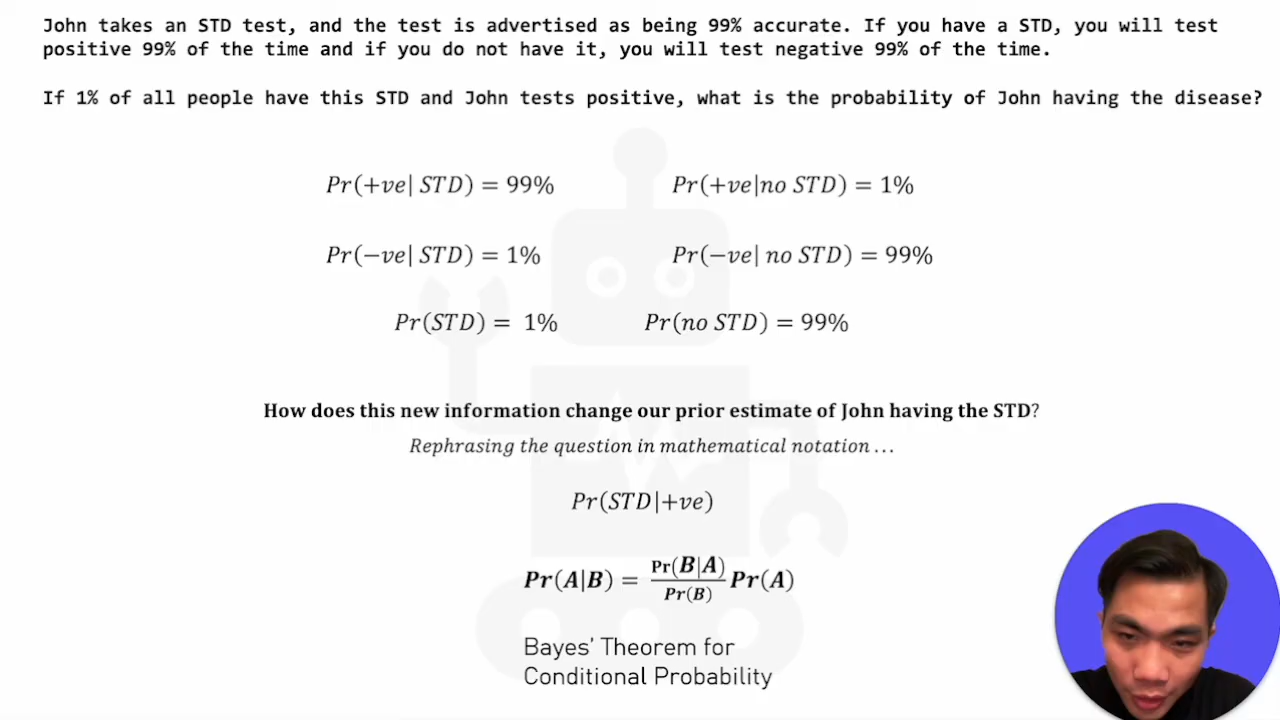 John takes an STD test, and the test is advertised as being 99% accurate. If you have a STD, you will test
positive 99% of the time and if you do not have it, you will test negative 99% of the time.
If 1% of all people have this STD and John tests positive, what is the probability of John having the disease?
Pr(+ve| STD) = 99% Pr(+ve|no STD) = 1%
Pr(−ve| STD) = 1% Pr(−ve| no STD) = 99%
Pr(STD) = 1% Pr(no STD) = 99%
How does this new information change our prior estimate of John having the STD?
Rephrasing the question in mathematical notation ...
Pr(STD|+ve)
Pr(A|B) = Pr(B|A)/Pr(B) Pr(A)
Bayes' Theorem for
Conditional Probability